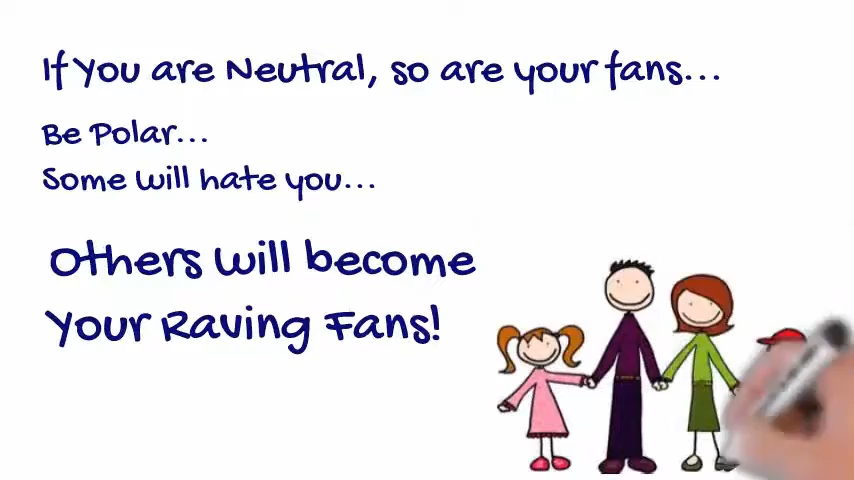 If You are Neutral, so are your fans...
Be Polar...
Some will hate you...
Others will become
Your Raving Fans!